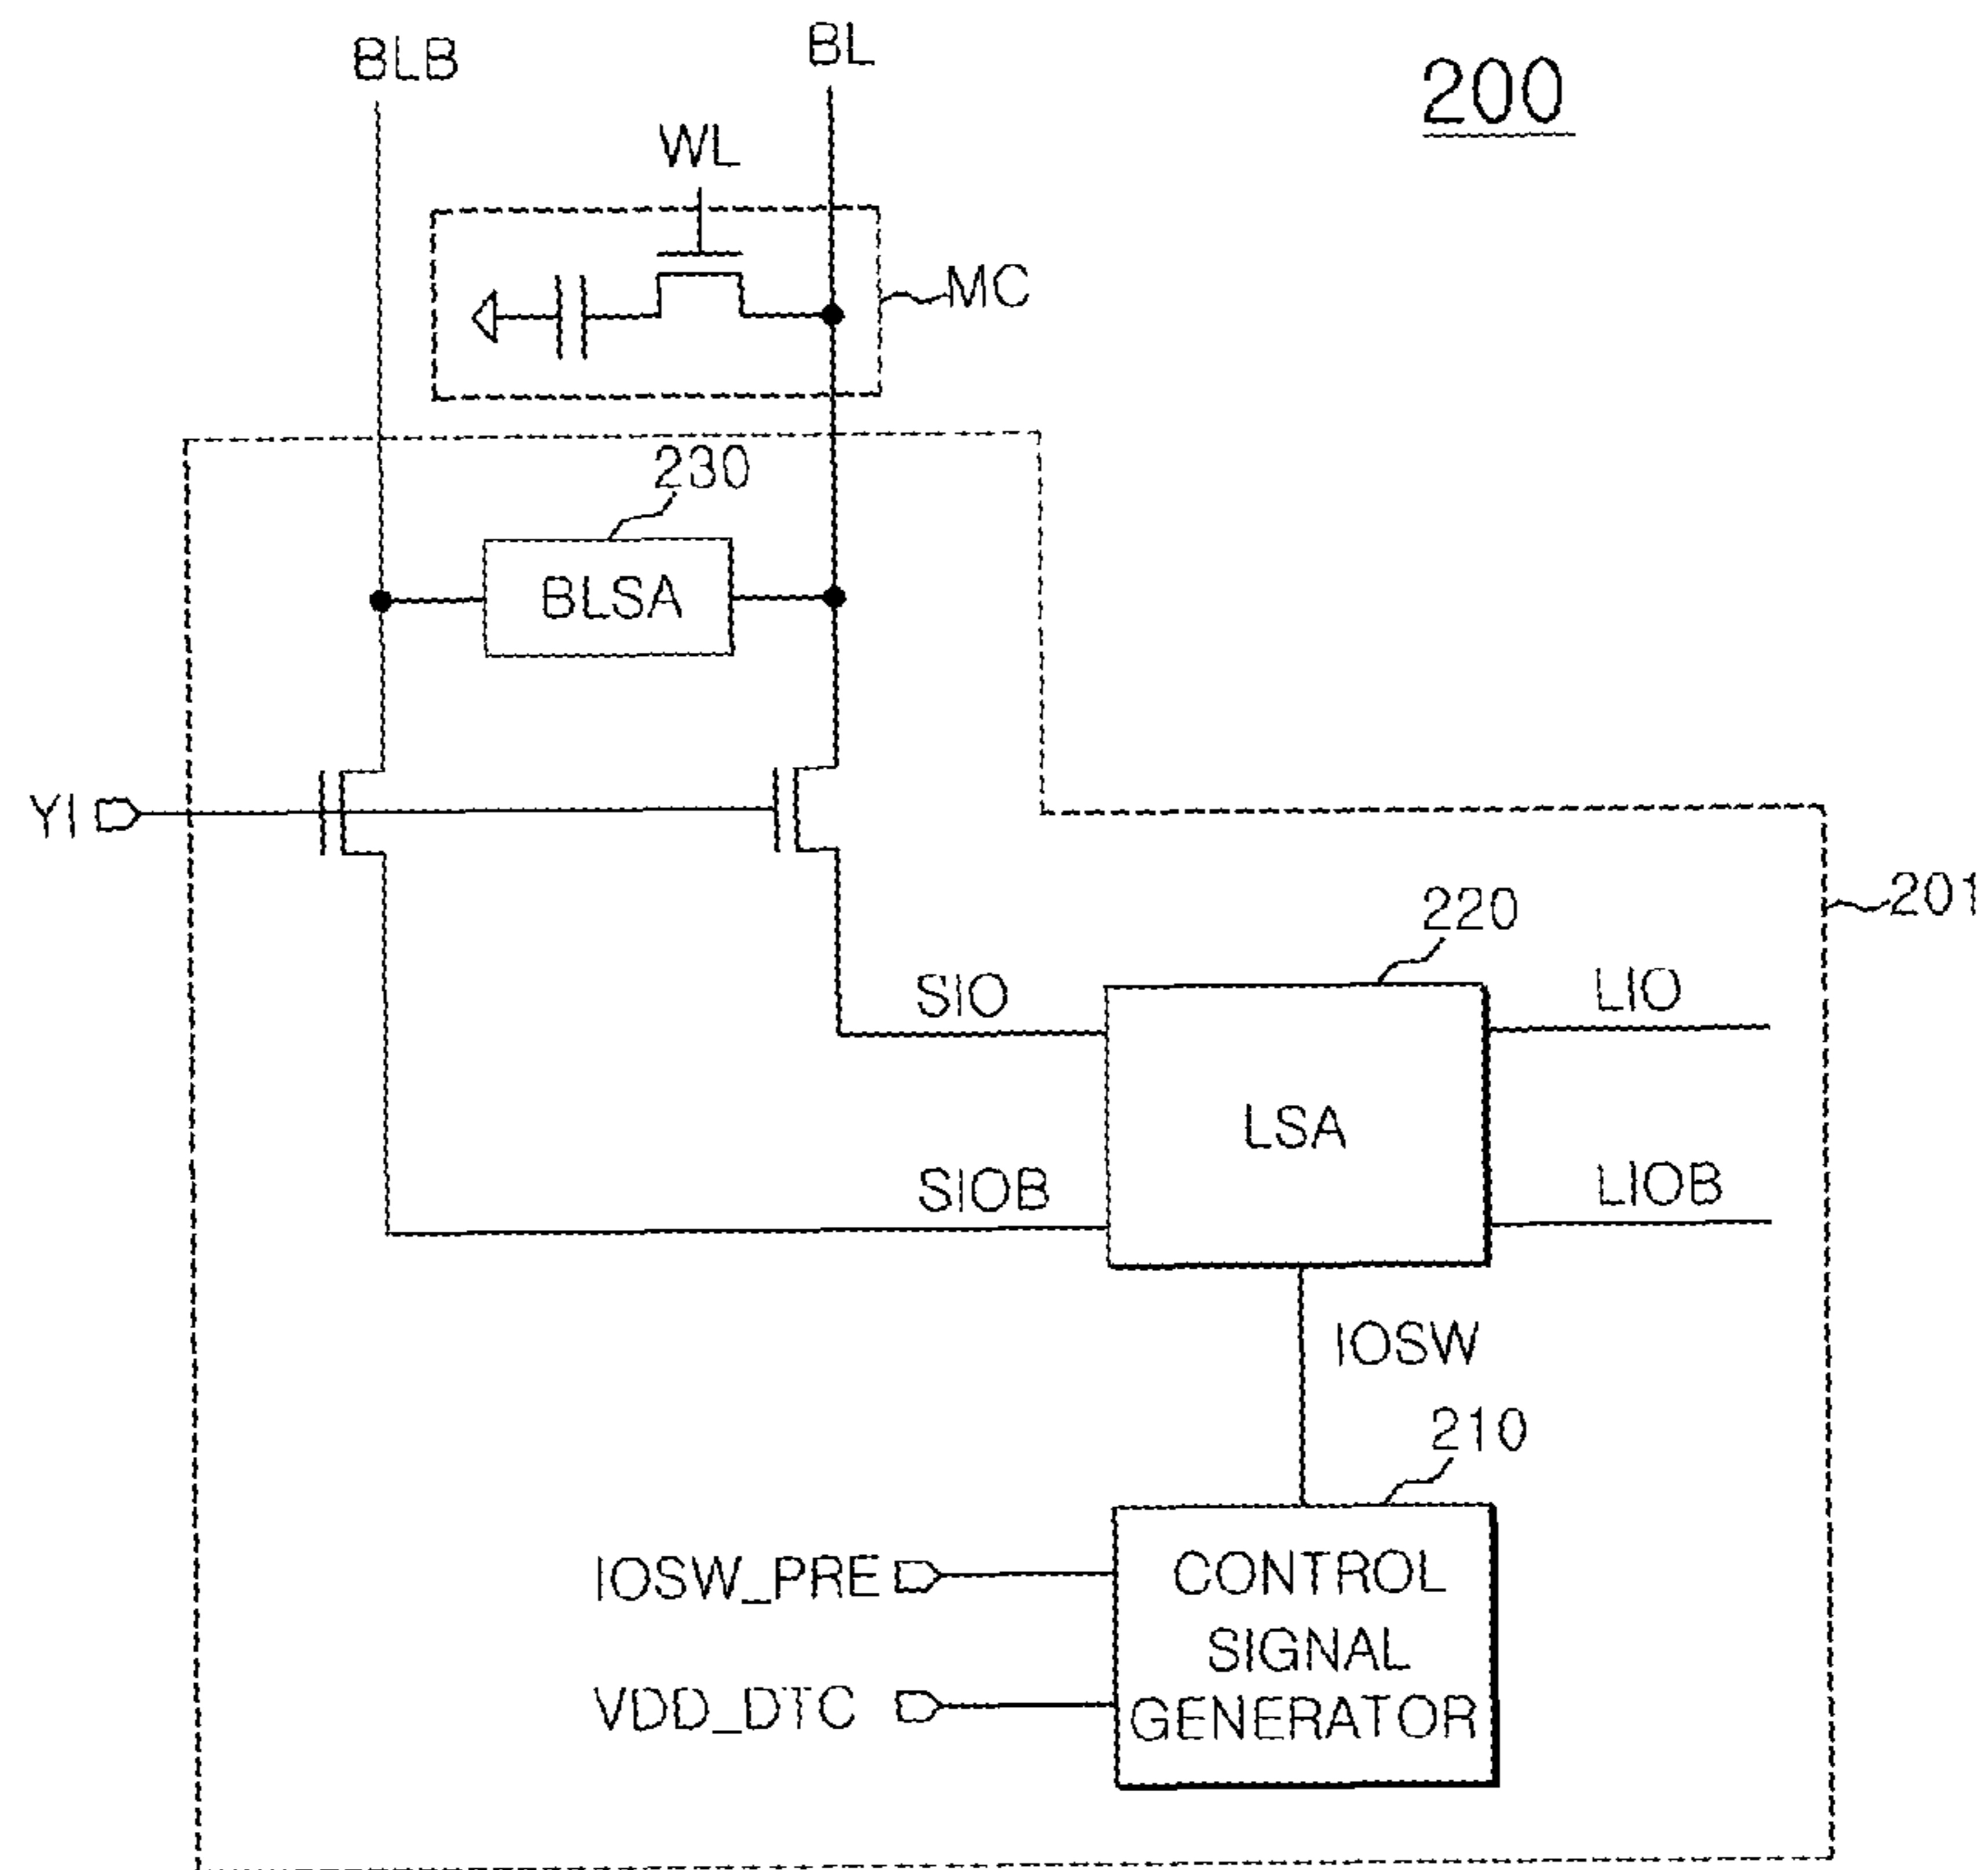 BLB
BL
200
WL
MC
230
BLSA
YI
201
220
SIO
LIO
LSA
SIOB
LIOB
IOSW
210
IOSW_PRE
CONTROL
SIGNAL
GENERATOR
VDD_DTC